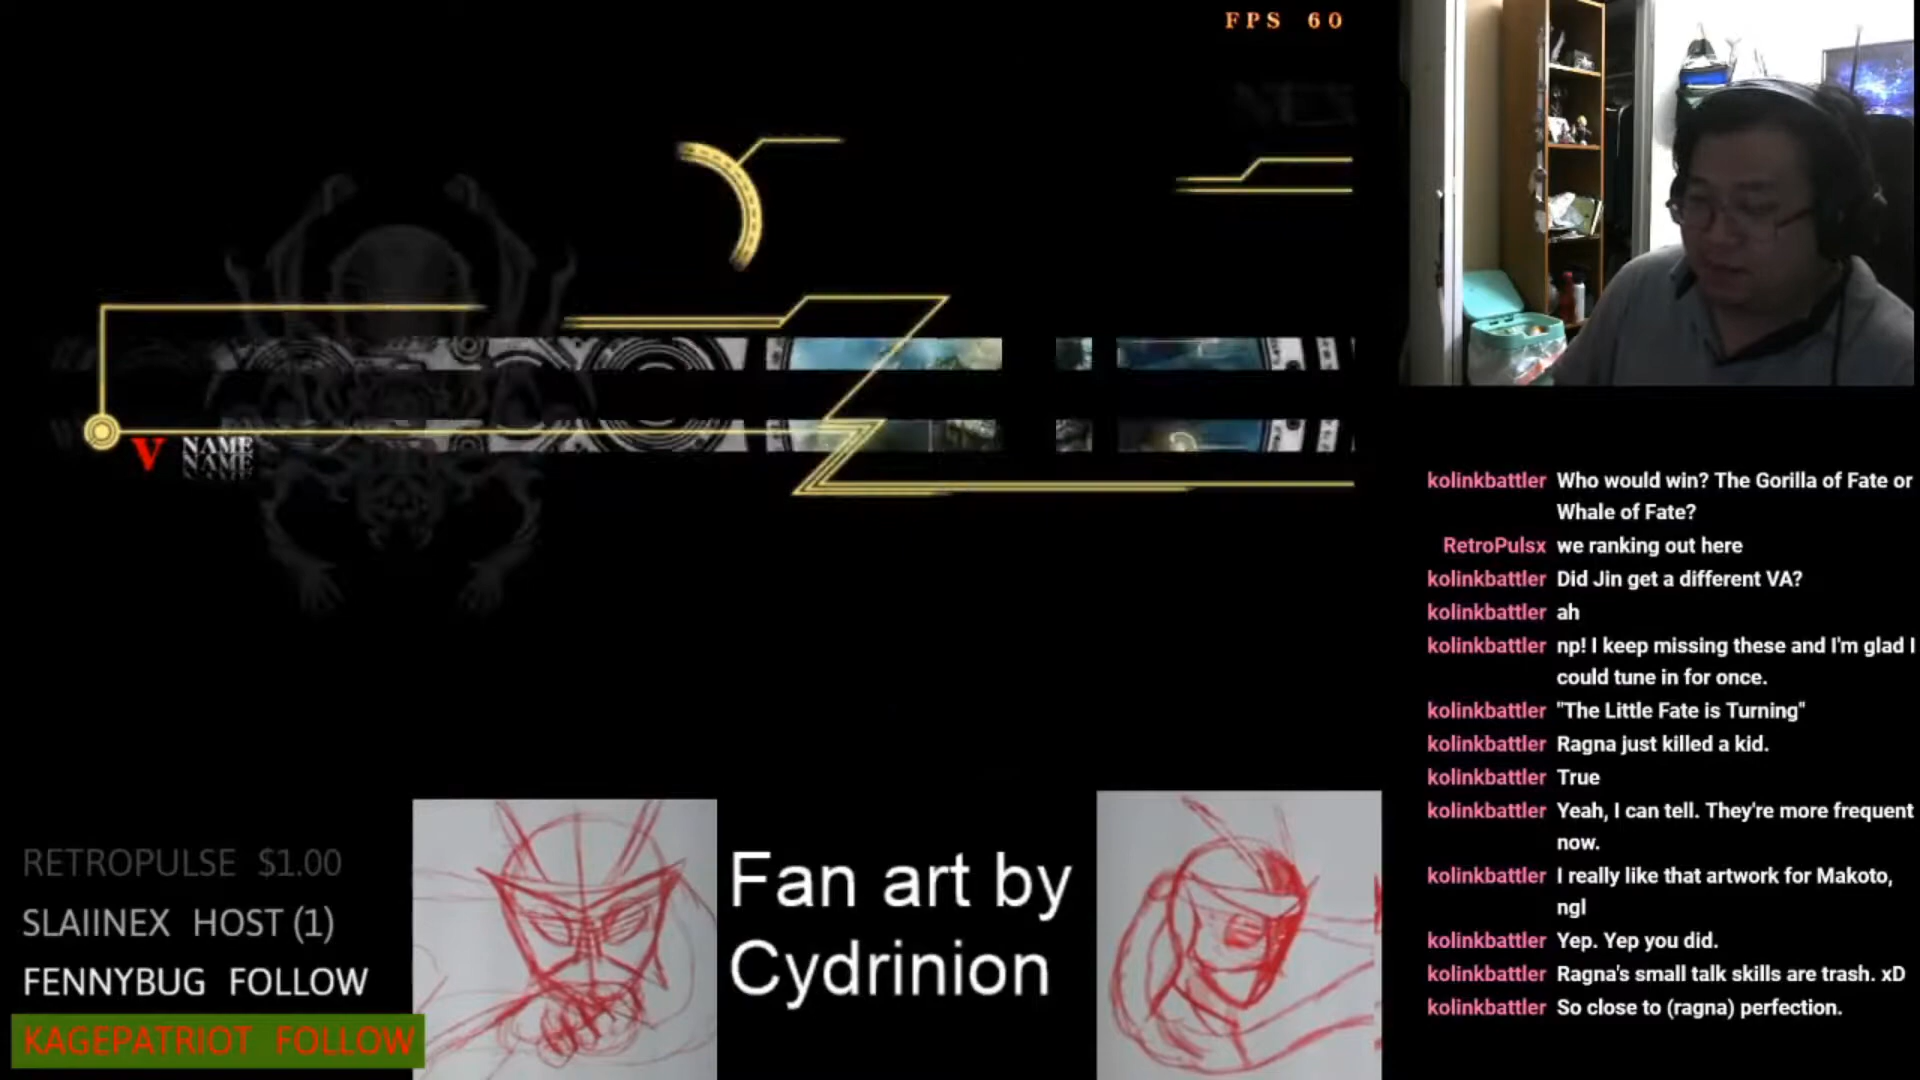 FPS 60
V NAME
NAME
kolinkbattler Who would win? The Gorilla of Fate or
Whale of Fate?
RetroPulsx we ranking out here
kolinkbattler Did Jin get a different VA?
kolinkbattler ah
kolinkbattler np! I keep missing these and I'm glad I
could tune in for once.
kolinkbattler "The Little Fate is Turning"
kolinkbattler Ragna just killed a kid.
kolinkbattler True
kolinkbattler Yeah, I can tell. They're more frequent
now.
kolinkbattler I really like that artwork for Makoto,
ngl
kolinkbattler Yep. Yep you did.
kolinkbattler Ragna's small talk skills are trash. xD
kolinkbattler So close to (ragna) perfection.
RETROPULSE $1.00
SLAIINEX HOST (1)
FENNYBUG FOLLOW
KAGEPATRIOT FOLLOW
Fan art by
Cydrinion